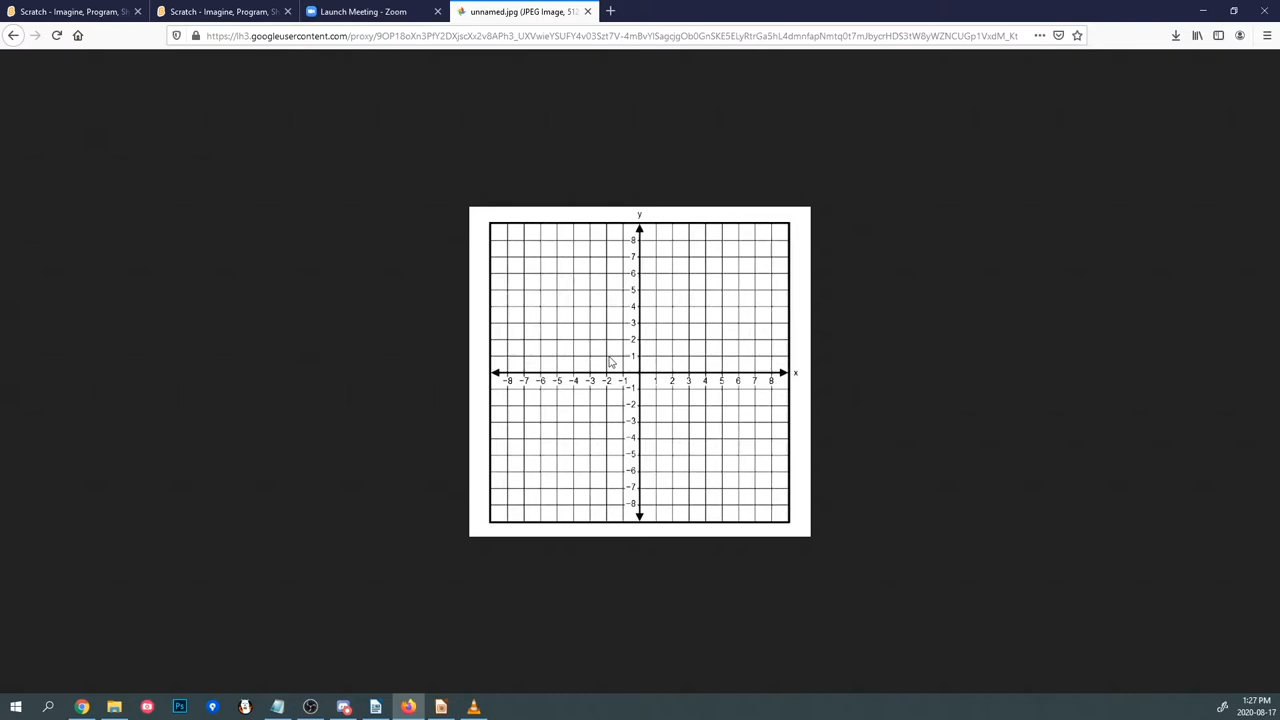 Scratch - Imagine, Program, Sh
Scratch - Imagine, Program, Sh
Launch Meeting - Zoom
unnamed.jpg (JPEG Image, 512
y
8
7
6
5
4
3
2
1
-8 -7 -6 -5 -4 -3 -2 -1 1 2 3 4 5 6 7 8 x
-1
-2
-3
-4
-5
-6
-7
-8
Ps
1:27 PM
2020-08-17